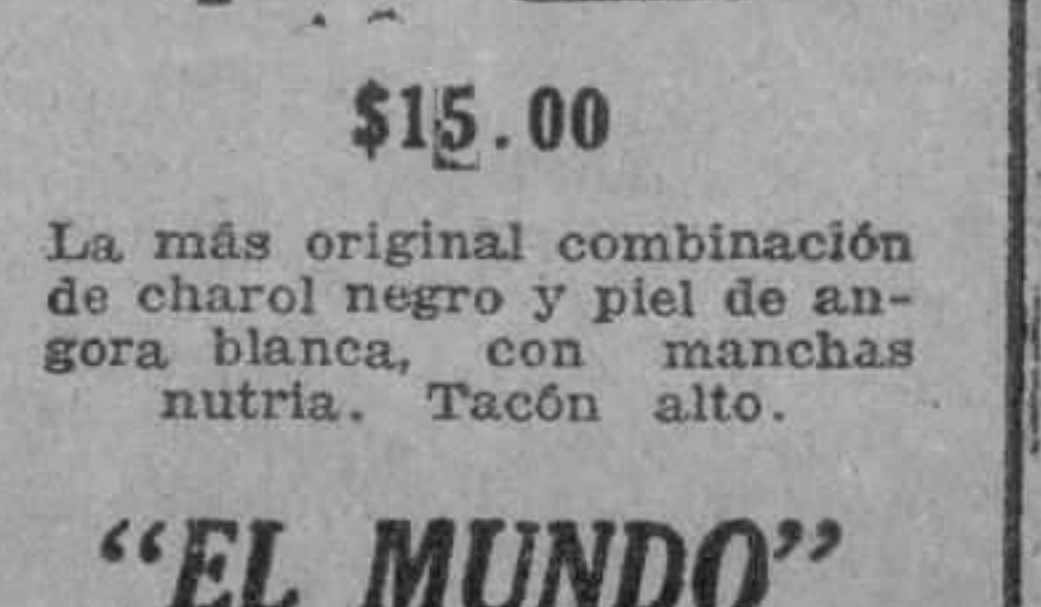 $15.00
La más original combinación
de charol negro y piel de an-
gora blanca, con manchas
nutria. Tacón alto.
“EL MUNDO”